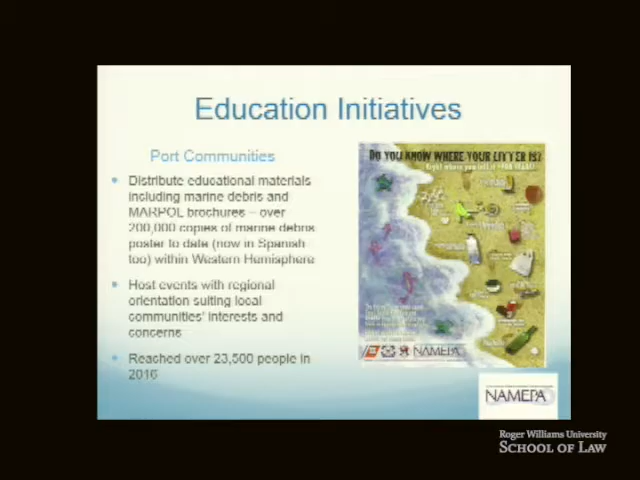 Education Initiatives
Port Communities
• Distribute educational materials
including marine debris and
MARPOL brochures – over
200,000 copies of marine debris
poster to date (now in Spanish
too) within Western Hemisphere
• Host events with regional
orientation suiting local
communities' interests and
concerns
• Reached over 23,500 people in
2016
DO YOU KNOW WHERE YOUR LITTER IS?
NAMEPA
NAMEPA
Roger Williams University
SCHOOL OF LAW